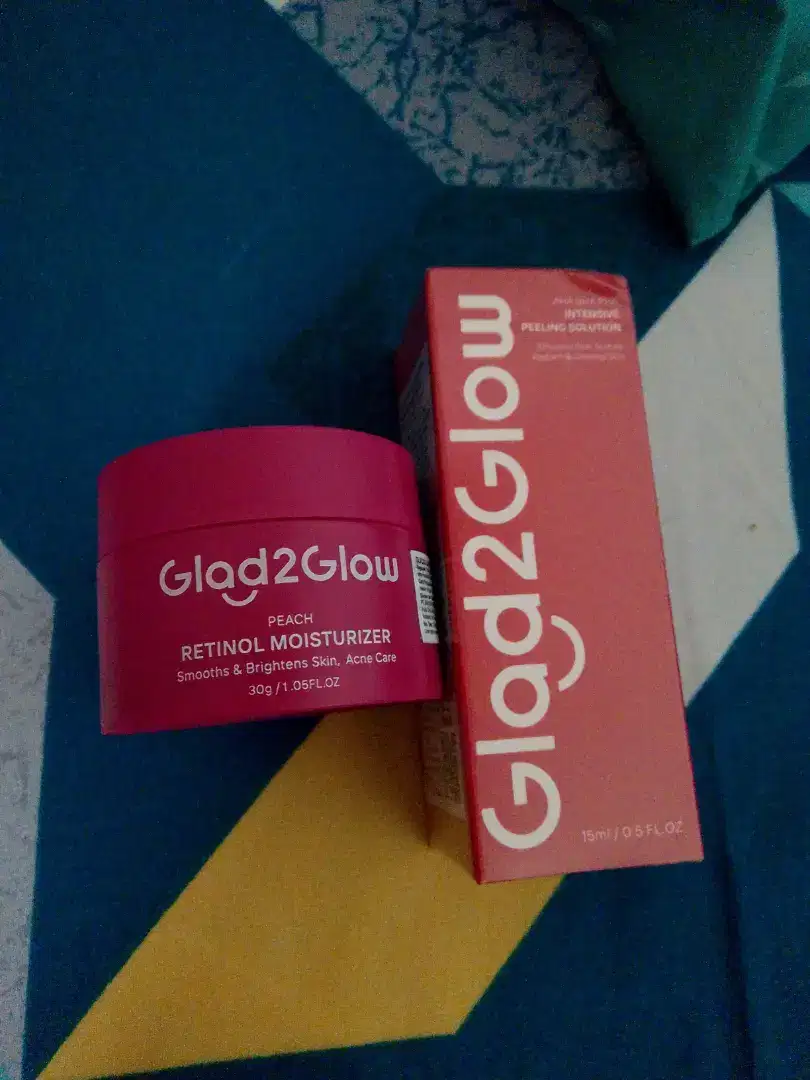 Glad2Glow
PEACH
RETINOL MOISTURIZER
Smooths & Brightens Skin, Acne Care
30g / 1.05FL.OZ
Glad2Glow
INTENSIVE
PEELING SOLUTION
15ml / 0.5 FL.OZ